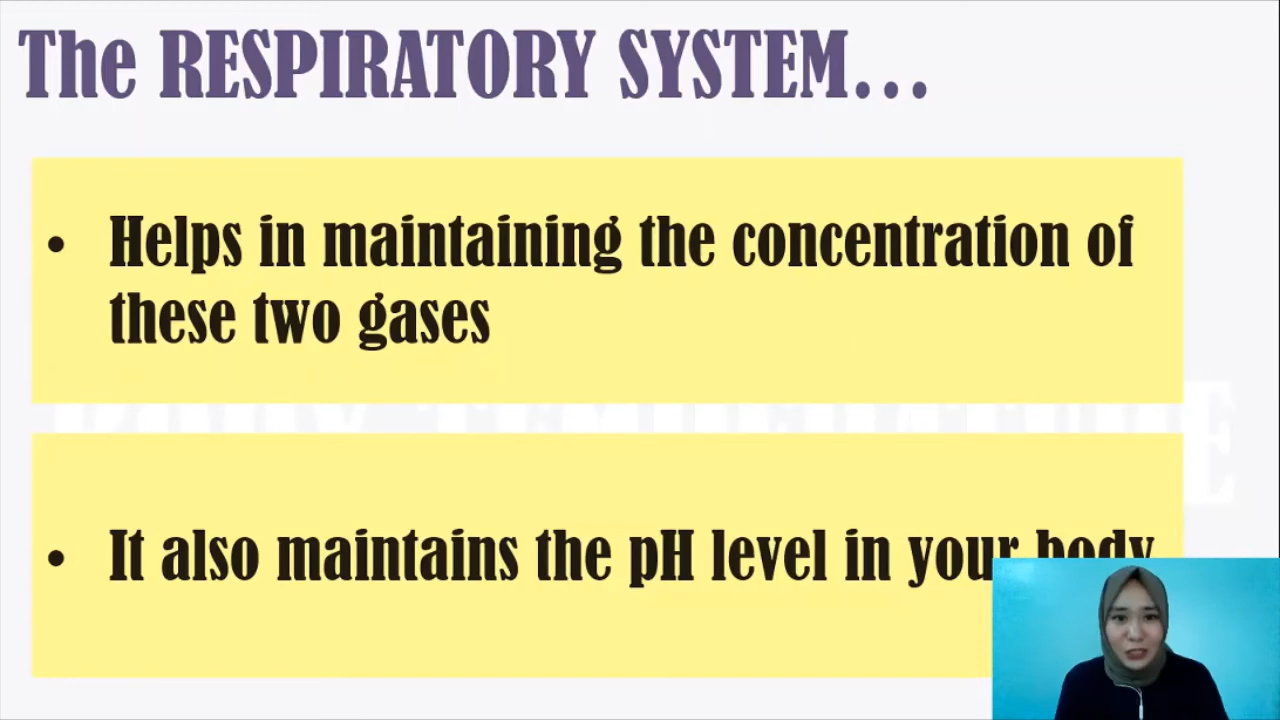 The RESPIRATORY SYSTEM...
• Helps in maintaining the concentration of
these two gases
• It also maintains the pH level in your body